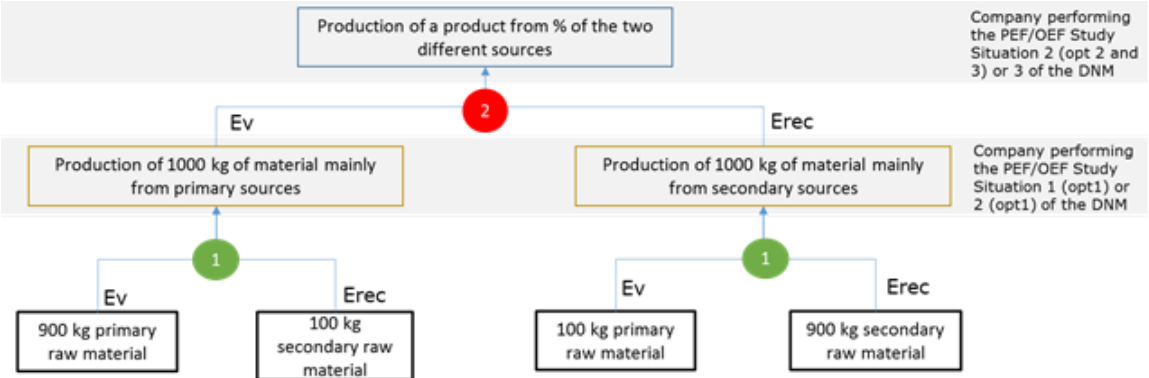 Production of a product from % of the two
different sources
Company performing
the PEF/OEF Study
Situation 2 (opt 2 and
3) or 3 of the DNM
2
Ev
Erec
Production of 1000 kg of material mainly
from primary sources
Production of 1000 kg of material mainly
from secondary sources
Company performing
the PEF/OEF Study
Situation 1 (opt1) or
2 (opt1) of the DNM
1
1
Ev
Erec
Ev
Erec
900 kg primary
raw material
100 kg
secondary raw
material
100 kg primary
raw material
900 kg secondary
raw material